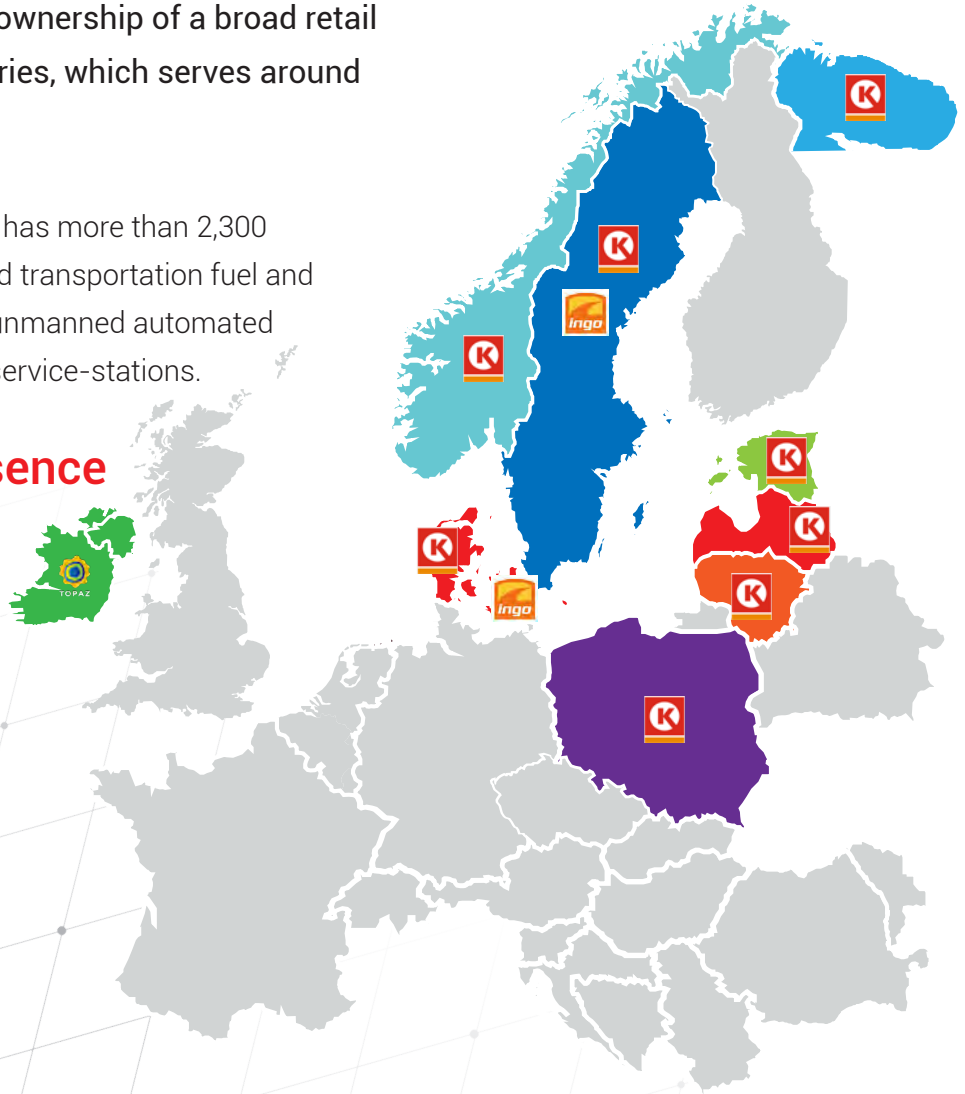 ownership of a broad retail
ries, which serves around
has more than 2,300
d transportation fuel and
unmanned automated
service-stations.
sence
K
K
ingo
K
K
K
K
TOPAZ
ingo
K
K